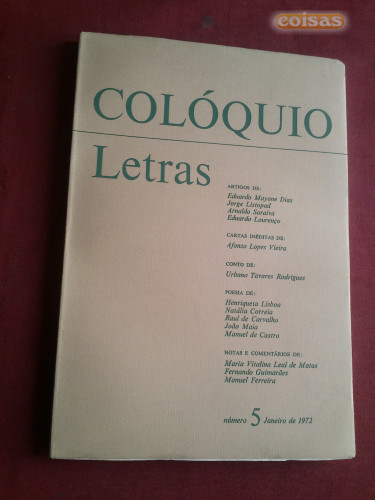 coisas
COLÓQUIO
Letras
ARTIGOS DE:
Eduardo Mayone Dias
Jorge Listopad
Arnaldo Saraiva
Eduardo Lourenço
CARTAS INÉDITAS DE:
Afonso Lopes Vieira
CONTO DE:
Urbano Tavares Rodrigues
POESIA DE:
Henriqueta Lisboa
Natália Correia
Raul de Carvalho
João Maia
Manuel de Castro
NOTAS E COMENTÁRIOS DE:
Maria Vitalina Leal de Matos
Fernando Guimarães
Manuel Ferreira
número 5 Janeiro de 1972